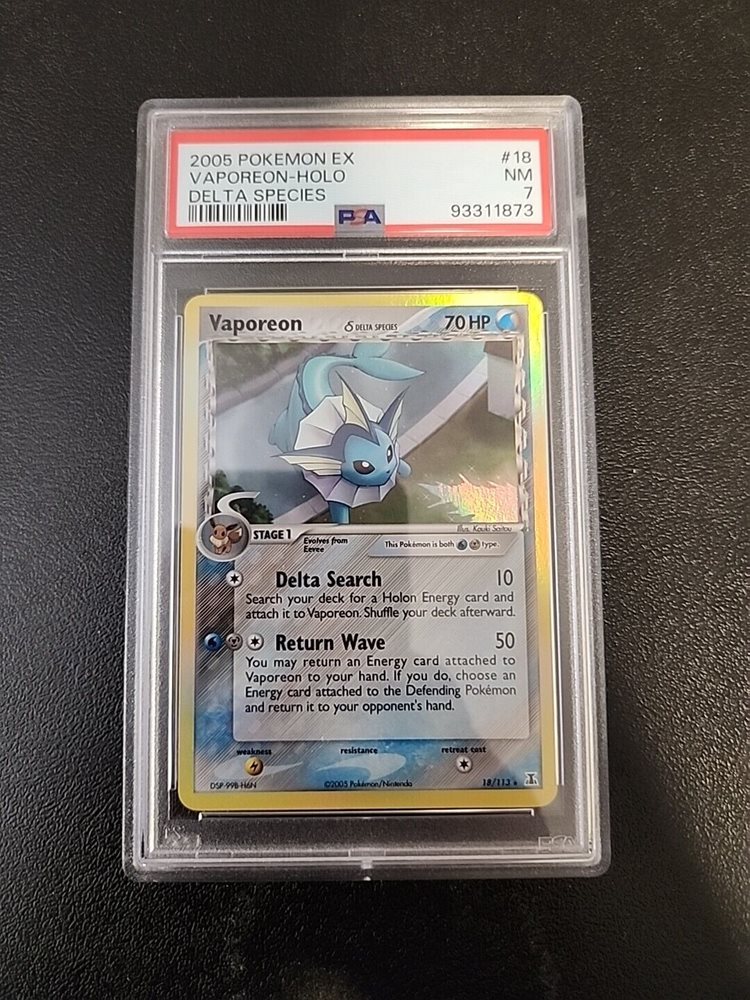 2005 POKEMON EX #18
VAPOREON-HOLO NM
DELTA SPECIES 7
PSA 93311873
Vaporeon δ DELTA SPECIES 70 HP
Illus. Kouki Saitou
STAGE 1 Evolves from Eevee This Pokémon is both type.
Delta Search 10
Search your deck for a Holon Energy card and
attach it to Vaporeon. Shuffle your deck afterward.
Return Wave 50
You may return an Energy card attached to
Vaporeon to your hand. If you do, choose an
Energy card attached to the Defending Pokémon
and return it to your opponent's hand.
weakness resistance retreat cost
DSP-99B-H6N ©2005 Pokémon/Nintendo 18/113
PSA